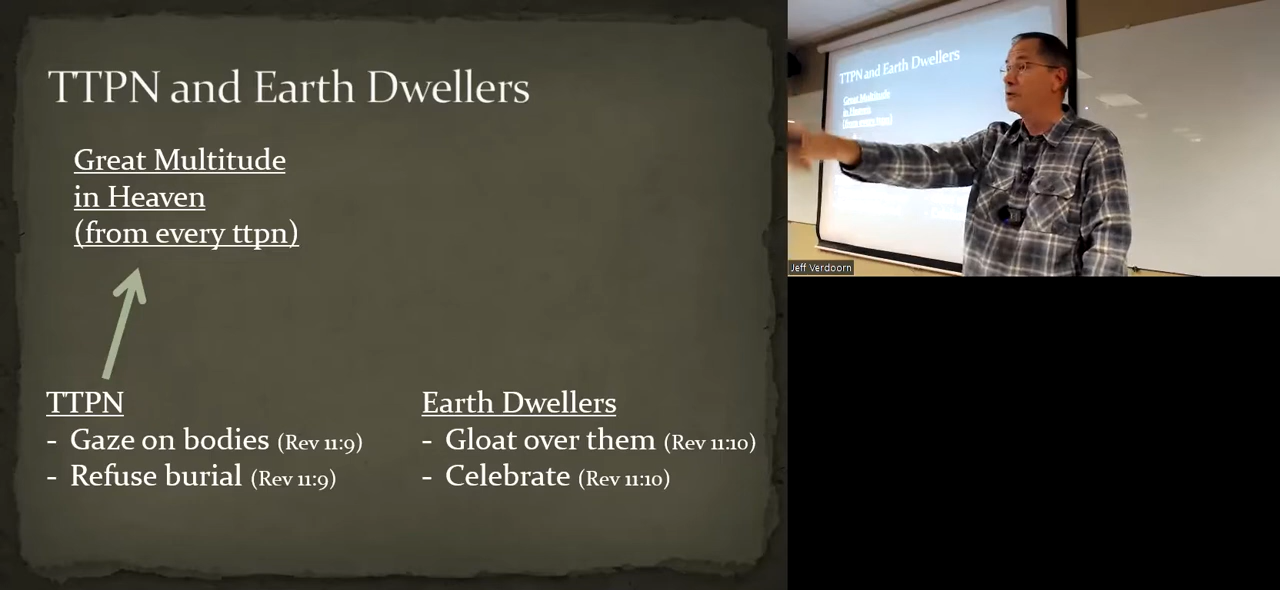 TTPN and Earth Dwellers
Great Multitude
in Heaven
(from every ttpn)
TTPN
- Gaze on bodies (Rev 11:9)
- Refuse burial (Rev 11:9)
Earth Dwellers
- Gloat over them (Rev 11:10)
- Celebrate (Rev 11:10)
TTPN and Earth Dwellers
Great Multitude
in Heaven
(from every ttpn)
Jeff Verdoorn